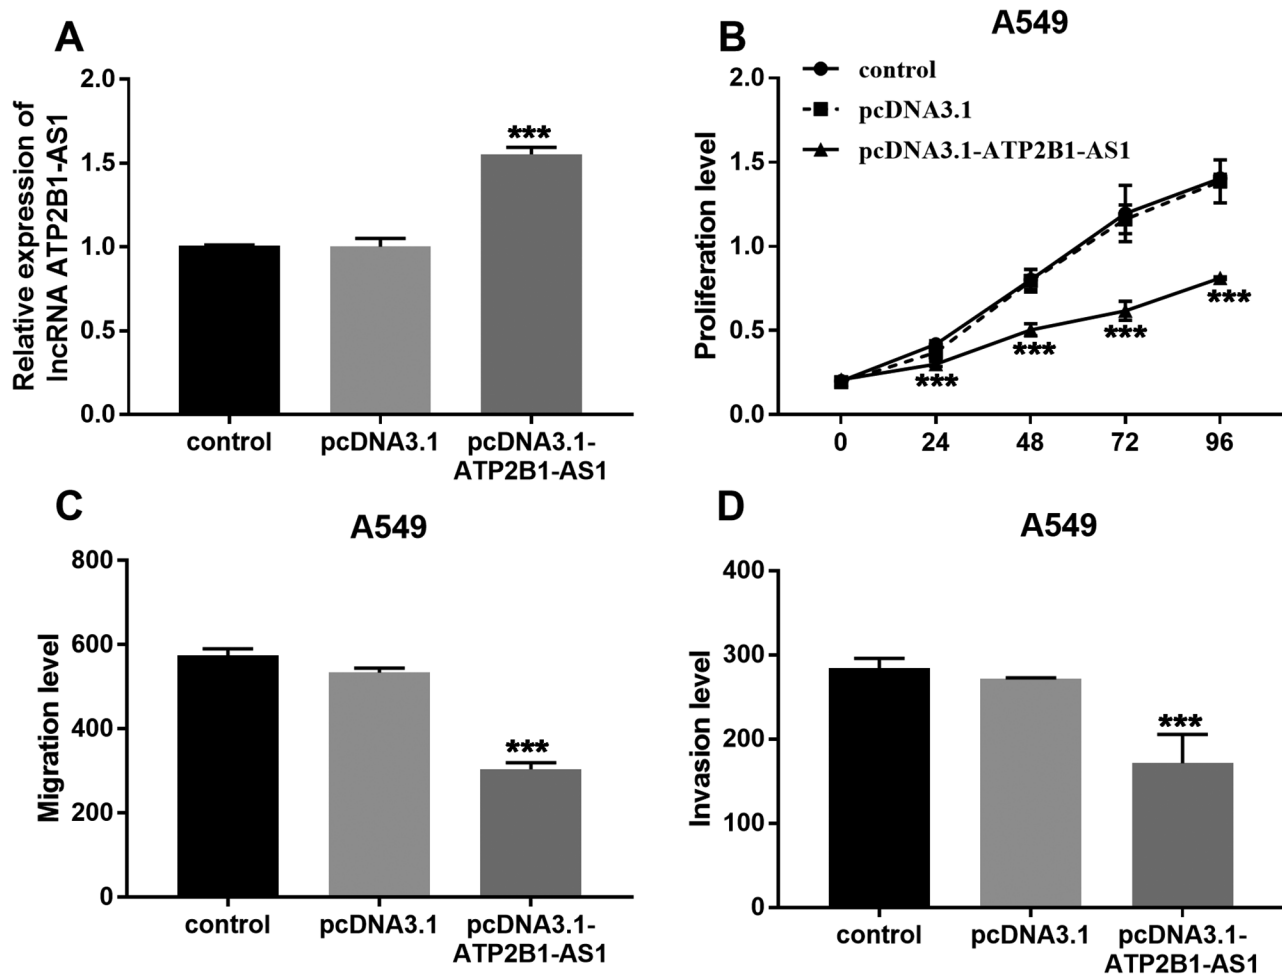 A
Relative expression of
lncRNA ATP2B1-AS1
2.0
1.5
1.0
0.5
0.0
***
control
pcDNA3.1
pcDNA3.1-
ATP2B1-AS1
B
A549
control
pcDNA3.1
pcDNA3.1-ATP2B1-AS1
Proliferation level
2.0
1.5
1.0
0.5
0.0
***
***
***
***
0
24
48
72
96
C
A549
Migration level
800
600
400
200
0
***
control
pcDNA3.1
pcDNA3.1-
ATP2B1-AS1
D
A549
Invasion level
400
300
200
100
0
***
control
pcDNA3.1
pcDNA3.1-
ATP2B1-AS1